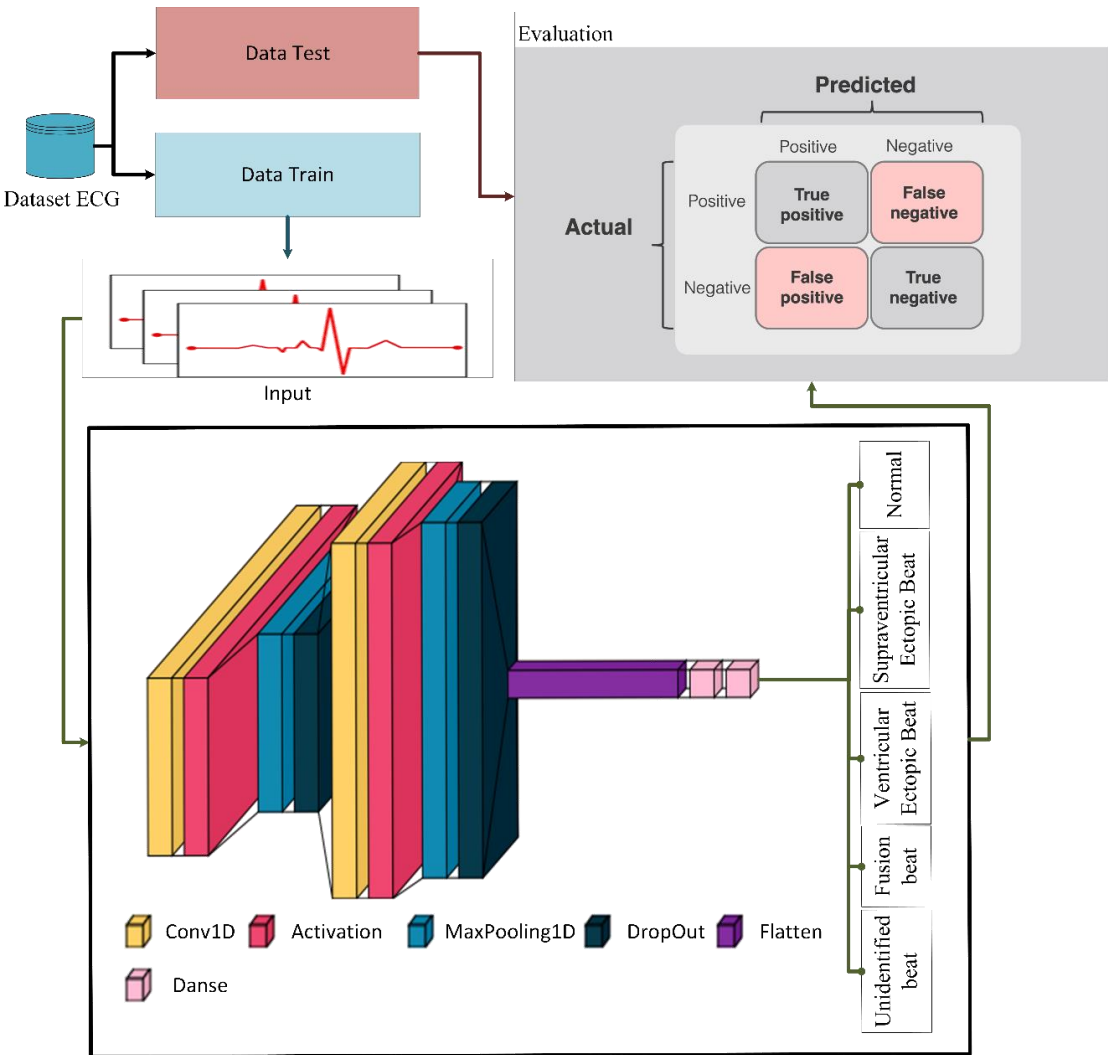 Data Test
Data Train
Dataset ECG
Input
Evaluation
Predicted
Positive
Negative
Actual
Positive
True
positive
False
negative
Negative
False
positive
True
negative
Normal
Supraventricular
Ectopic Beat
Ventricular
Ectopic Beat
Fusion
beat
Unidentified
beat
Conv1D
Activation
MaxPooling1D
DropOut
Flatten
Danse